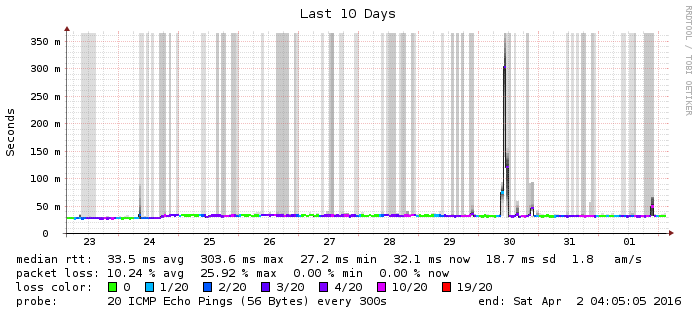 Last 10 Days
RRDTOOL / TOBI OETIKER
Seconds
350 m
300 m
250 m
200 m
150 m
100 m
50 m
0
23 24 25 26 27 28 29 30 31 01
median rtt: 33.5 ms avg 303.6 ms max 27.2 ms min 32.1 ms now 18.7 ms sd 1.8 am/s
packet loss: 10.24 % avg 25.92 % max 0.00 % min 0.00 % now
loss color: 0 1/20 2/20 3/20 4/20 10/20 19/20
probe: 20 ICMP Echo Pings (56 Bytes) every 300s end: Sat Apr 2 04:05:05 2016